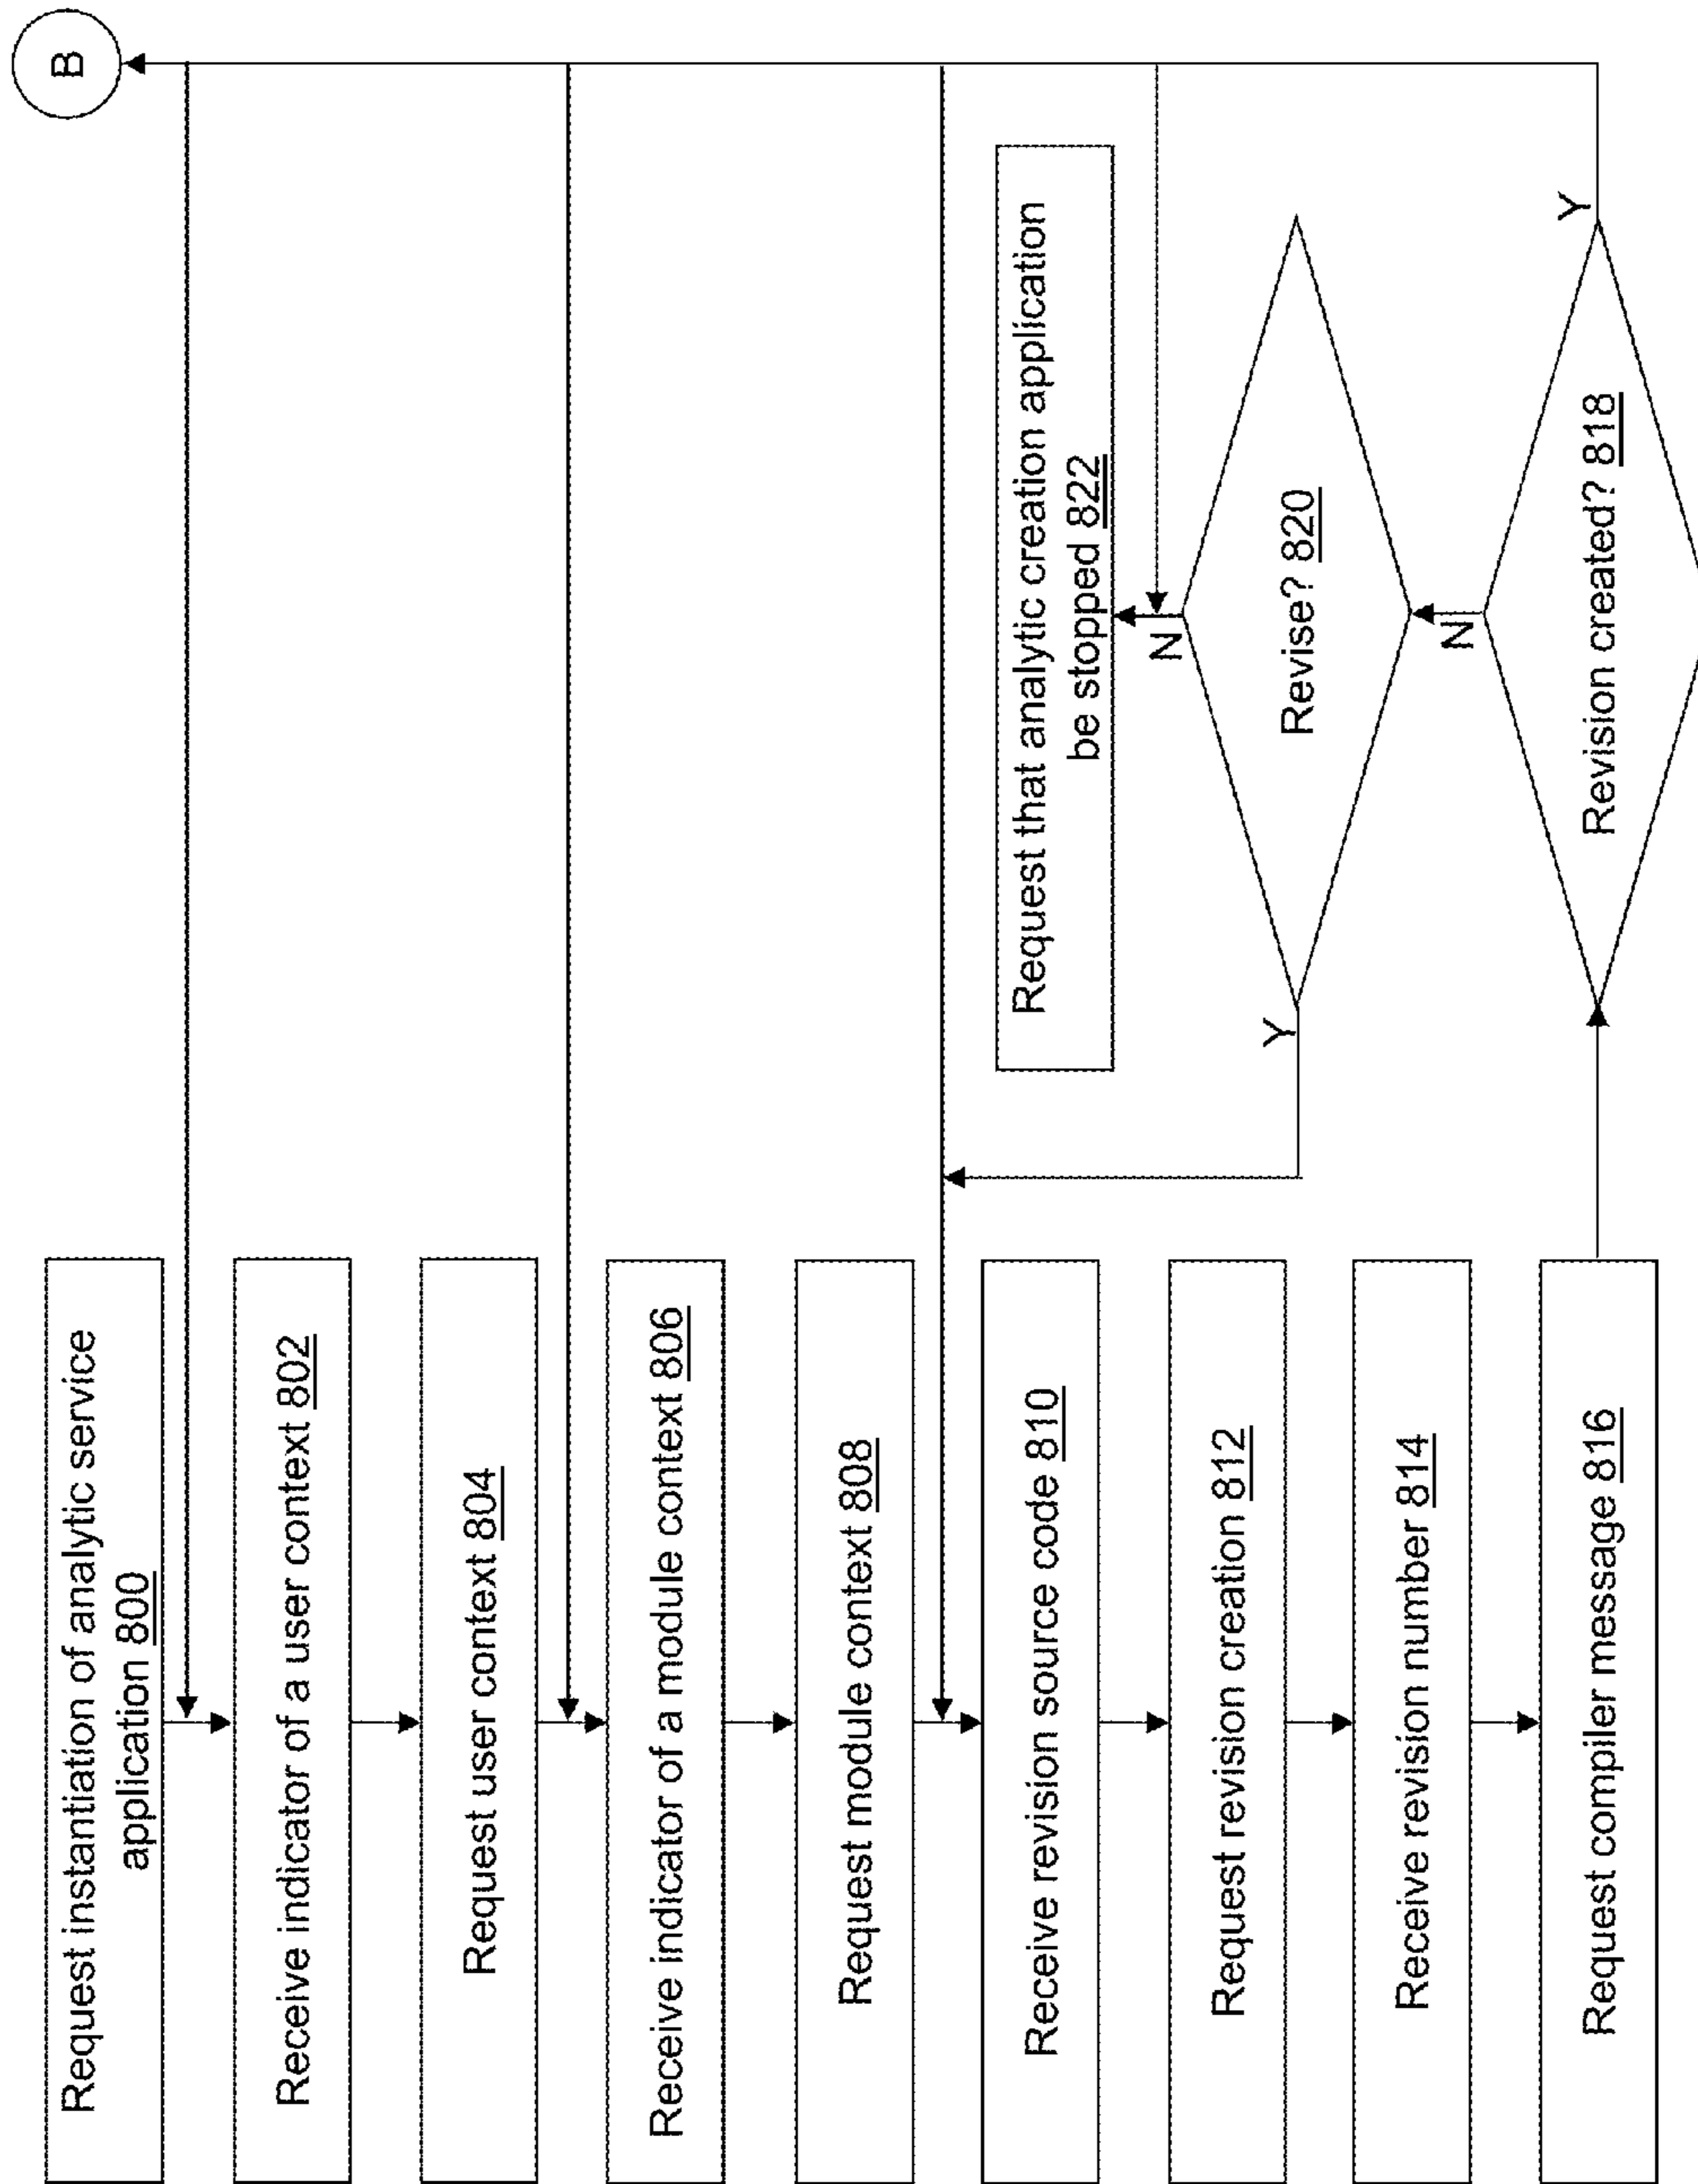 Request instantiation of analytic service
application 800
Receive indicator of a user context 802
Request user context 804
Receive indicator of a module context 806
Request module context 808
Receive revision source code 810
Request revision creation 812
Receive revision number 814
Request compiler message 816
Revision created? 818
Y
N
Revise? 820
Y
N
Request that analytic creation application
be stopped 822
B